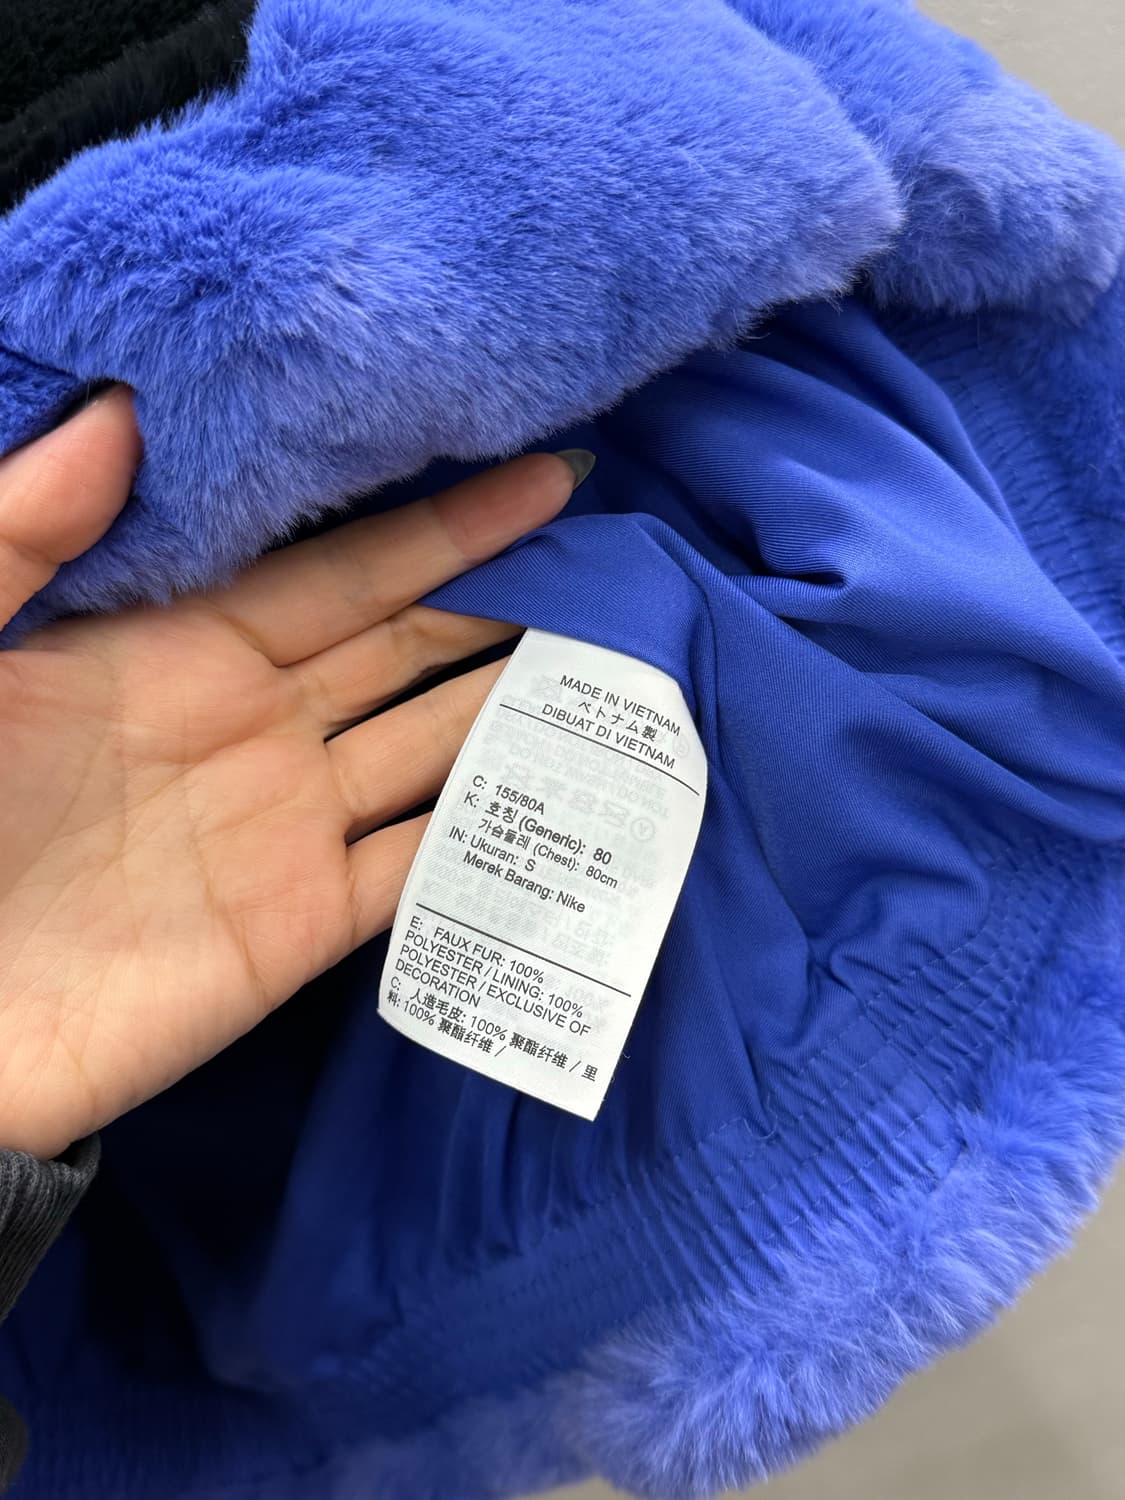 MADE IN VIETNAM
ベトナム製
DIBUAT DI VIETNAM
C: 155/80A
K: 호칭 (Generic): 80
가슴둘레 (Chest): 80cm
IN: Ukuran: S
Merek Barang: Nike
E: FAUX FUR: 100%
POLYESTER / LINING: 100%
POLYESTER / EXCLUSIVE OF
DECORATION
C: 人造毛皮: 100% 聚酯纤维 / 里
料: 100% 聚酯纤维 /